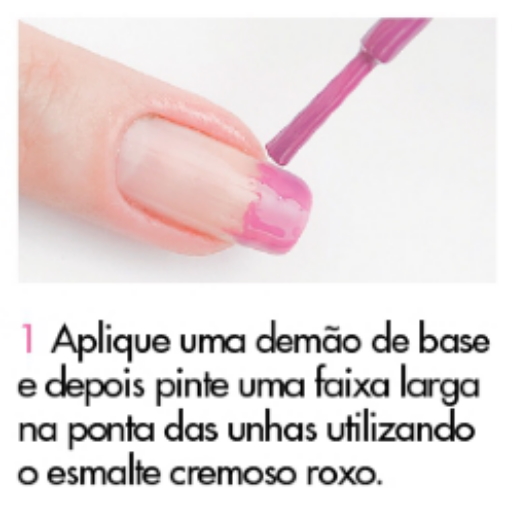 1 Aplique uma demão de base
e depois pinte uma faixa larga
na ponta das unhas utilizando
o esmalte cremoso roxo.